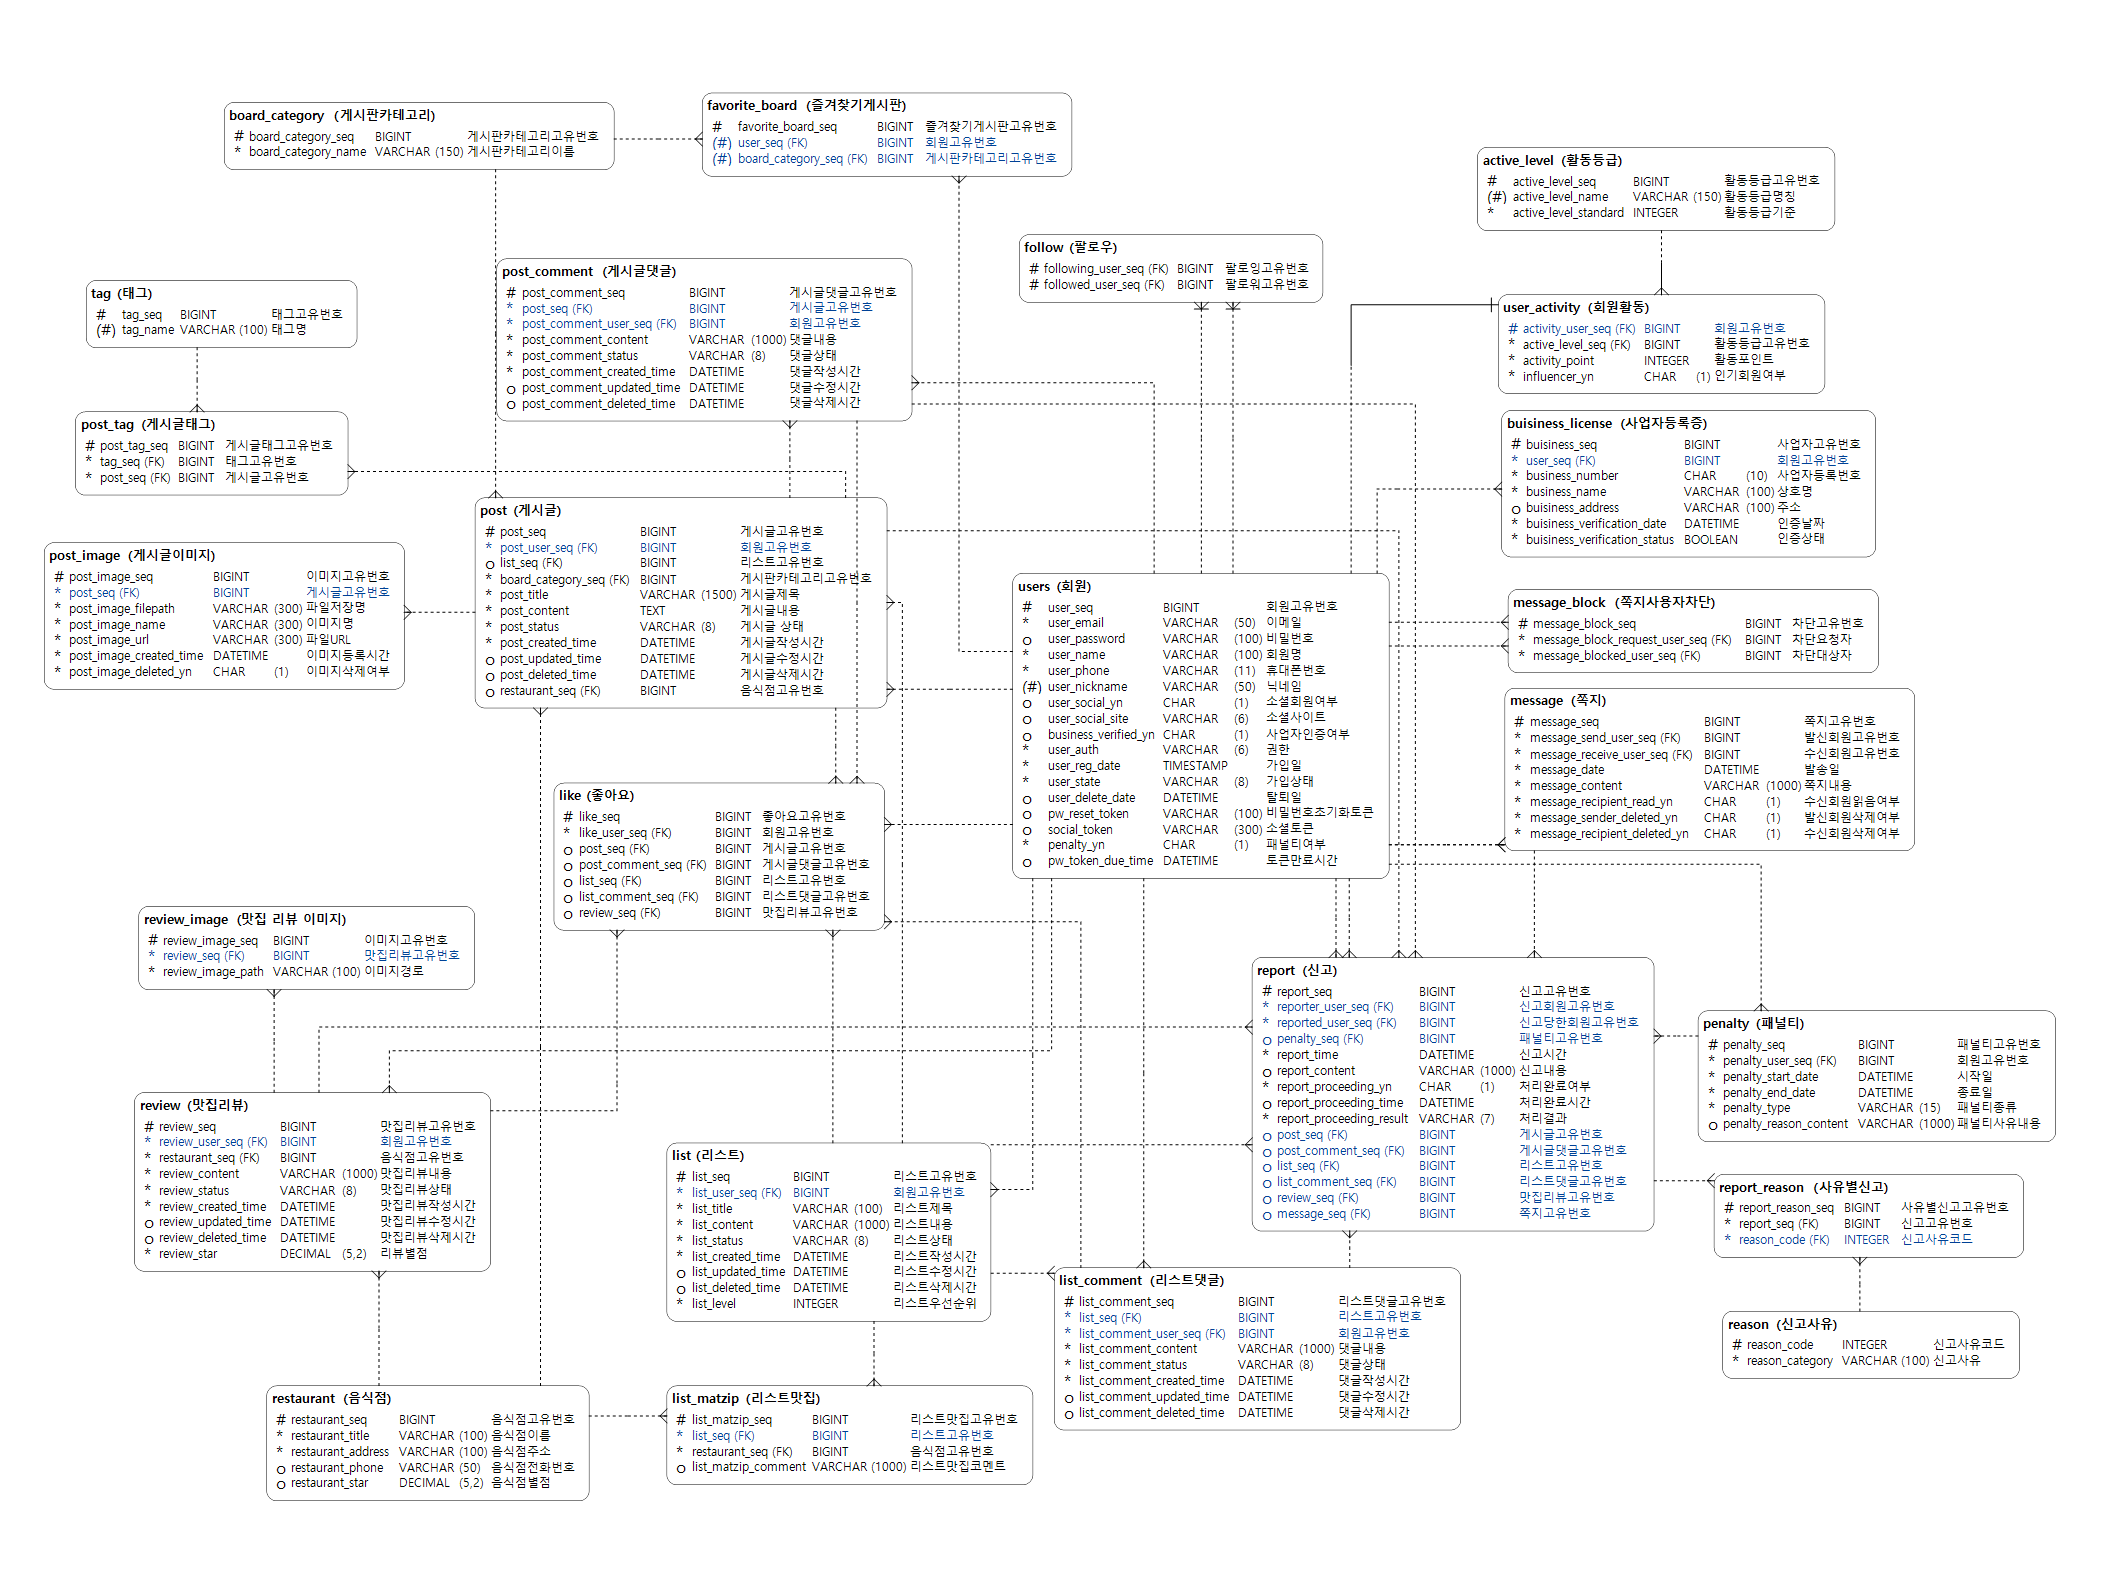 board_category (게시판카테고리)
# board_category_seq BIGINT 게시판카테고리고유번호
* board_category_name VARCHAR (150) 게시판카테고리이름
favorite_board (즐겨찾기게시판)
# favorite_board_seq BIGINT 즐겨찾기게시판고유번호
(#) user_seq (FK) BIGINT 회원고유번호
(#) board_category_seq (FK) BIGINT 게시판카테고리고유번호
active_level (활동등급)
# active_level_seq BIGINT 활동등급고유번호
(#) active_level_name VARCHAR (150) 활동등급명칭
* active_level_standard INTEGER 활동등급기준
follow (팔로우)
# following_user_seq (FK) BIGINT 팔로잉고유번호
# followed_user_seq (FK) BIGINT 팔로워고유번호
post_comment (게시글댓글)
# post_comment_seq BIGINT 게시글댓글고유번호
* post_seq (FK) BIGINT 게시글고유번호
* post_comment_user_seq (FK) BIGINT 회원고유번호
* post_comment_content VARCHAR (1000) 댓글내용
* post_comment_status VARCHAR (8) 댓글상태
* post_comment_created_time DATETIME 댓글작성시간
o post_comment_updated_time DATETIME 댓글수정시간
o post_comment_deleted_time DATETIME 댓글삭제시간
tag (태그)
# tag_seq BIGINT 태그고유번호
(#) tag_name VARCHAR (100) 태그명
user_activity (회원활동)
# activity_user_seq (FK) BIGINT 회원고유번호
* active_level_seq (FK) BIGINT 활동등급고유번호
* activity_point INTEGER 활동포인트
* influencer_yn CHAR (1) 인기회원여부
post_tag (게시글태그)
# post_tag_seq BIGINT 게시글태그고유번호
* tag_seq (FK) BIGINT 태그고유번호
* post_seq (FK) BIGINT 게시글고유번호
buisiness_license (사업자등록증)
# buisiness_seq BIGINT 사업자고유번호
* user_seq (FK) BIGINT 회원고유번호
* business_number CHAR (10) 사업자등록번호
* business_name VARCHAR (100) 상호명
o business_address VARCHAR (100) 주소
* buisiness_verification_date DATETIME 인증날짜
* buisiness_verification_status BOOLEAN 인증상태
post (게시글)
# post_seq BIGINT 게시글고유번호
* post_user_seq (FK) BIGINT 회원고유번호
o list_seq (FK) BIGINT 리스트고유번호
* board_category_seq (FK) BIGINT 게시판카테고리고유번호
* post_title VARCHAR (1500) 게시글제목
* post_content TEXT 게시글내용
* post_status VARCHAR (8) 게시글 상태
* post_created_time DATETIME 게시글작성시간
o post_updated_time DATETIME 게시글수정시간
o post_deleted_time DATETIME 게시글삭제시간
o restaurant_seq (FK) BIGINT 음식점고유번호
post_image (게시글이미지)
# post_image_seq BIGINT 이미지고유번호
* post_seq (FK) BIGINT 게시글고유번호
* post_image_filepath VARCHAR (300) 파일저장명
* post_image_name VARCHAR (300) 이미지명
* post_image_url VARCHAR (300) 파일URL
* post_image_created_time DATETIME 이미지등록시간
* post_image_deleted_yn CHAR (1) 이미지삭제여부
users (회원)
# user_seq BIGINT 회원고유번호
* user_email VARCHAR (50) 이메일
o user_password VARCHAR (100) 비밀번호
* user_name VARCHAR (100) 회원명
* user_phone VARCHAR (11) 휴대폰번호
(#) user_nickname VARCHAR (50) 닉네임
o user_social_yn CHAR (1) 소셜회원여부
o user_social_site VARCHAR (6) 소셜사이트
o business_verified_yn CHAR (1) 사업자인증여부
* user_auth VARCHAR (6) 권한
* user_reg_date TIMESTAMP 가입일
* user_state VARCHAR (8) 가입상태
o user_delete_date DATETIME 탈퇴일
o pw_reset_token VARCHAR (100) 비밀번호초기화토큰
o social_token VARCHAR (300) 소셜토큰
* penalty_yn CHAR (1) 패널티여부
o pw_token_due_time DATETIME 토큰만료시간
message_block (쪽지사용자차단)
# message_block_seq BIGINT 차단고유번호
* message_block_request_user_seq (FK) BIGINT 차단요청자
* message_blocked_user_seq (FK) BIGINT 차단대상자
message (쪽지)
# message_seq BIGINT 쪽지고유번호
* message_send_user_seq (FK) BIGINT 발신회원고유번호
* message_receive_user_seq (FK) BIGINT 수신회원고유번호
* message_date DATETIME 발송일
* message_content VARCHAR (1000) 쪽지내용
* message_recipient_read_yn CHAR (1) 수신회원읽음여부
* message_sender_deleted_yn CHAR (1) 발신회원삭제여부
* message_recipient_deleted_yn CHAR (1) 수신회원삭제여부
like (좋아요)
# like_seq BIGINT 좋아요고유번호
* like_user_seq (FK) BIGINT 회원고유번호
o post_seq (FK) BIGINT 게시글고유번호
o post_comment_seq (FK) BIGINT 게시글댓글고유번호
o list_seq (FK) BIGINT 리스트고유번호
o list_comment_seq (FK) BIGINT 리스트댓글고유번호
o review_seq (FK) BIGINT 맛집리뷰고유번호
review_image (맛집 리뷰 이미지)
# review_image_seq BIGINT 이미지고유번호
* review_seq (FK) BIGINT 맛집리뷰고유번호
* review_image_path VARCHAR (100) 이미지경로
report (신고)
# report_seq BIGINT 신고고유번호
* reporter_user_seq (FK) BIGINT 신고회원고유번호
* reported_user_seq (FK) BIGINT 신고당한회원고유번호
o penalty_seq (FK) BIGINT 패널티고유번호
* report_time DATETIME 신고시간
o report_content VARCHAR (1000) 신고내용
* report_proceeding_yn CHAR (1) 처리완료여부
o report_proceeding_time DATETIME 처리완료시간
* report_proceeding_result VARCHAR (7) 처리결과
o post_seq (FK) BIGINT 게시글고유번호
o post_comment_seq (FK) BIGINT 게시글댓글고유번호
o list_seq (FK) BIGINT 리스트고유번호
o list_comment_seq (FK) BIGINT 리스트댓글고유번호
o review_seq (FK) BIGINT 맛집리뷰고유번호
o message_seq (FK) BIGINT 쪽지고유번호
penalty (패널티)
# penalty_seq BIGINT 패널티고유번호
* penalty_user_seq (FK) BIGINT 회원고유번호
* penalty_start_date DATETIME 시작일
* penalty_end_date DATETIME 종료일
* penalty_type VARCHAR (15) 패널티종류
o penalty_reason_content VARCHAR (1000) 패널티사유내용
review (맛집리뷰)
# review_seq BIGINT 맛집리뷰고유번호
* review_user_seq (FK) BIGINT 회원고유번호
* restaurant_seq (FK) BIGINT 음식점고유번호
* review_content VARCHAR (1000) 맛집리뷰내용
* review_status VARCHAR (8) 맛집리뷰상태
* review_created_time DATETIME 맛집리뷰작성시간
o review_updated_time DATETIME 맛집리뷰수정시간
o review_deleted_time DATETIME 맛집리뷰삭제시간
* review_star DECIMAL (5,2) 리뷰별점
list (리스트)
# list_seq BIGINT 리스트고유번호
* list_user_seq (FK) BIGINT 회원고유번호
* list_title VARCHAR (100) 리스트제목
* list_content VARCHAR (1000) 리스트내용
* list_status VARCHAR (8) 리스트상태
* list_created_time DATETIME 리스트작성시간
o list_updated_time DATETIME 리스트수정시간
o list_deleted_time DATETIME 리스트삭제시간
* list_level INTEGER 리스트우선순위
report_reason (사유별신고)
# report_reason_seq BIGINT 사유별신고고유번호
* report_seq (FK) BIGINT 신고고유번호
* reason_code (FK) INTEGER 신고사유코드
list_comment (리스트댓글)
# list_comment_seq BIGINT 리스트댓글고유번호
* list_seq (FK) BIGINT 리스트고유번호
* list_comment_user_seq (FK) BIGINT 회원고유번호
* list_comment_content VARCHAR (1000) 댓글내용
* list_comment_status VARCHAR (8) 댓글상태
* list_comment_created_time DATETIME 댓글작성시간
o list_comment_updated_time DATETIME 댓글수정시간
o list_comment_deleted_time DATETIME 댓글삭제시간
reason (신고사유)
# reason_code INTEGER 신고사유코드
* reason_category VARCHAR (100) 신고사유
restaurant (음식점)
# restaurant_seq BIGINT 음식점고유번호
* restaurant_title VARCHAR (100) 음식점이름
* restaurant_address VARCHAR (100) 음식점주소
o restaurant_phone VARCHAR (50) 음식점전화번호
o restaurant_star DECIMAL (5,2) 음식점별점
list_matzip (리스트맛집)
# list_matzip_seq BIGINT 리스트맛집고유번호
* list_seq (FK) BIGINT 리스트고유번호
* restaurant_seq (FK) BIGINT 음식점고유번호
o list_matzip_comment VARCHAR (1000) 리스트맛집코멘트